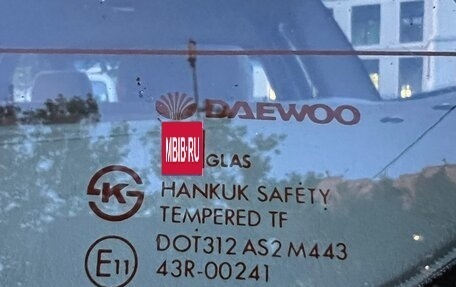 DAEWOO
MBIB.RU
GLAS
HANKUK SAFETY
TEMPERED TF
DOT312 AS2 M443
E11
43R-00241